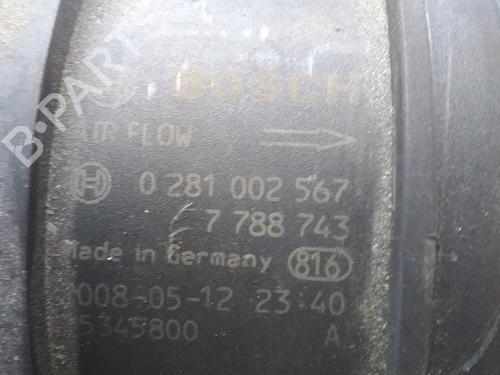 B-PARTS
BOSCH
AIR FLOW
0 281 002 567
7 788 743
Made in Germany 816
2008-05-12 23:40
5345800 A